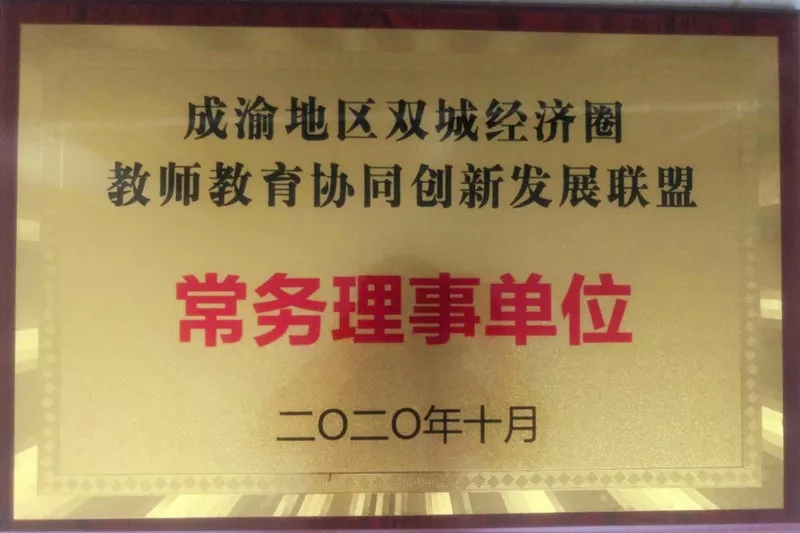 成渝地区双城经济圈
教师教育协同创新发展联盟
常务理事单位
二〇二〇年十月